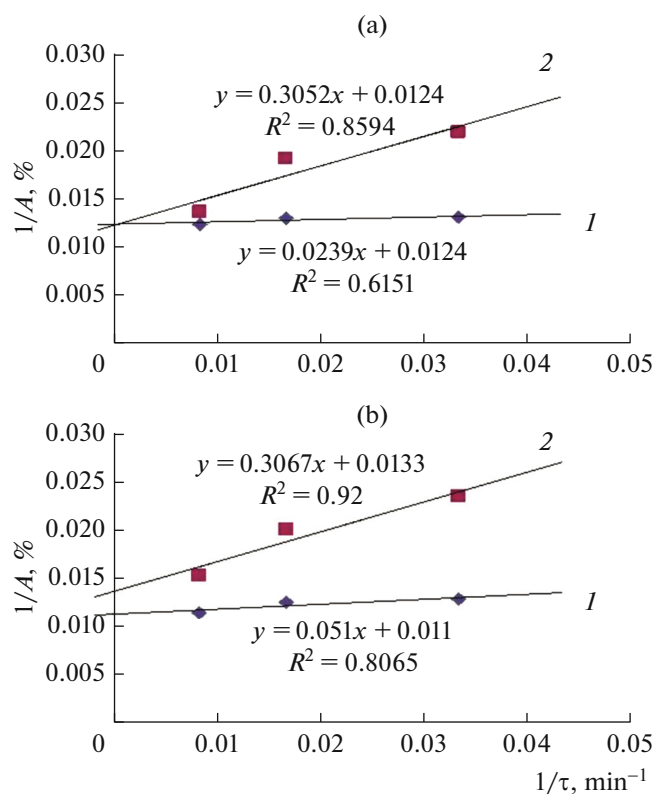 (a)
0.030
2
0.025
y = 0.3052x + 0.0124
R² = 0.8594
0.020
1/A, %
0.015
0.010
1
y = 0.0239x + 0.0124
R² = 0.6151
0.005
0 0.01 0.02 0.03 0.04 0.05
(b)
0.030
2
0.025
y = 0.3067x + 0.0133
R² = 0.92
0.020
1/A, %
0.015
0.010
1
y = 0.051x + 0.011
R² = 0.8065
0.005
0 0.01 0.02 0.03 0.04 0.05
1/τ, min⁻¹